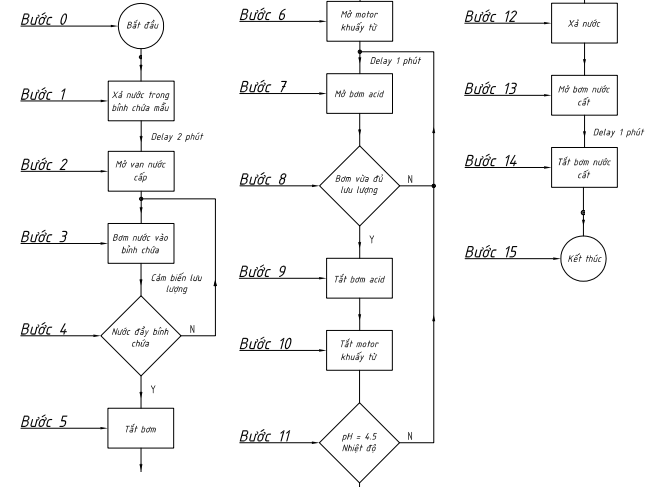 Bước 0
Bắt đầu
Bước 1
Xả nước trong
bình chứa mẫu
Delay 2 phút
Bước 2
Mở van nước
cấp
Bước 3
Bơm nước vào
bình chứa
Cảm biến lưu
lượng
Bước 4
Nước đầy bình
chứa
N
Y
Bước 5
Tắt bơm
Bước 6
Mở motor
khuấy từ
Delay 1 phút
Bước 7
Mở bơm acid
Bước 8
Bơm vừa đủ
lưu lượng
N
Y
Bước 9
Tắt bơm acid
Bước 10
Tắt motor
khuấy từ
Bước 11
pH = 4.5
Nhiệt độ
N
Bước 12
Xả nước
Bước 13
Mở bơm nước
cất
Delay 1 phút
Bước 14
Tắt bơm nước
cất
Bước 15
Kết thúc